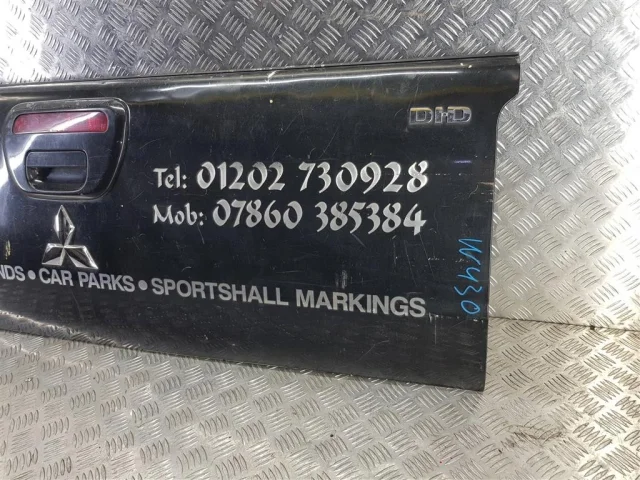 DI-D
Tel: 01202 730928
Mob: 07860 385384
NDS • CAR PARKS • SPORTSHALL MARKINGS
W430